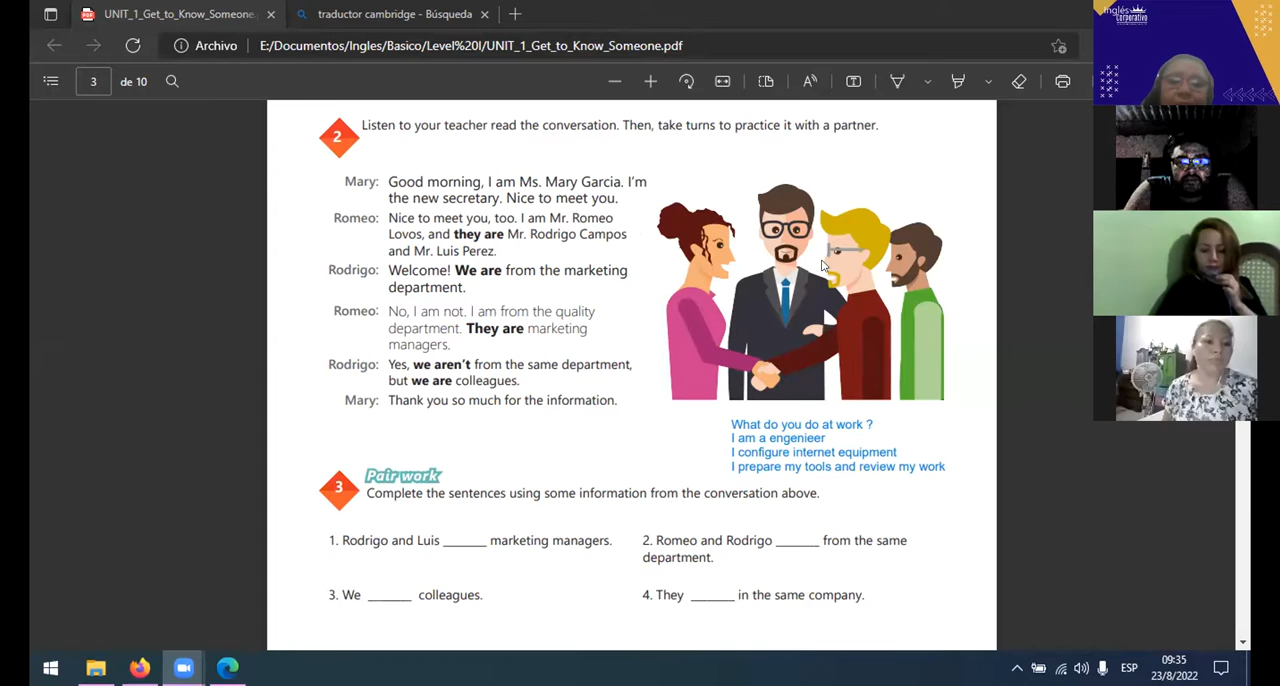 UNIT_1_Get_to_Know_Someone.
traductor cambridge - Búsqueda
Archivo
E:/Documentos/Ingles/Basico/Level%20I/UNIT_1_Get_to_Know_Someone.pdf
3 de 10
Inglés
Corporativo
2
Listen to your teacher read the conversation. Then, take turns to practice it with a partner.
Mary: Good morning, I am Ms. Mary Garcia. I'm
the new secretary. Nice to meet you.
Romeo: Nice to meet you, too. I am Mr. Romeo
Lovos, and they are Mr. Rodrigo Campos
and Mr. Luis Perez.
Rodrigo: Welcome! We are from the marketing
department.
Romeo: No, I am not. I am from the quality
department. They are marketing
managers.
Rodrigo: Yes, we aren't from the same department,
but we are colleagues.
Mary: Thank you so much for the information.
What do you do at work ?
I am a engenieer
I configure internet equipment
I prepare my tools and review my work
3
Pair work
Complete the sentences using some information from the conversation above.
1. Rodrigo and Luis ______ marketing managers.
2. Romeo and Rodrigo ______ from the same
department.
3. We ______ colleagues.
4. They ______ in the same company.
ESP
09:35
23/8/2022